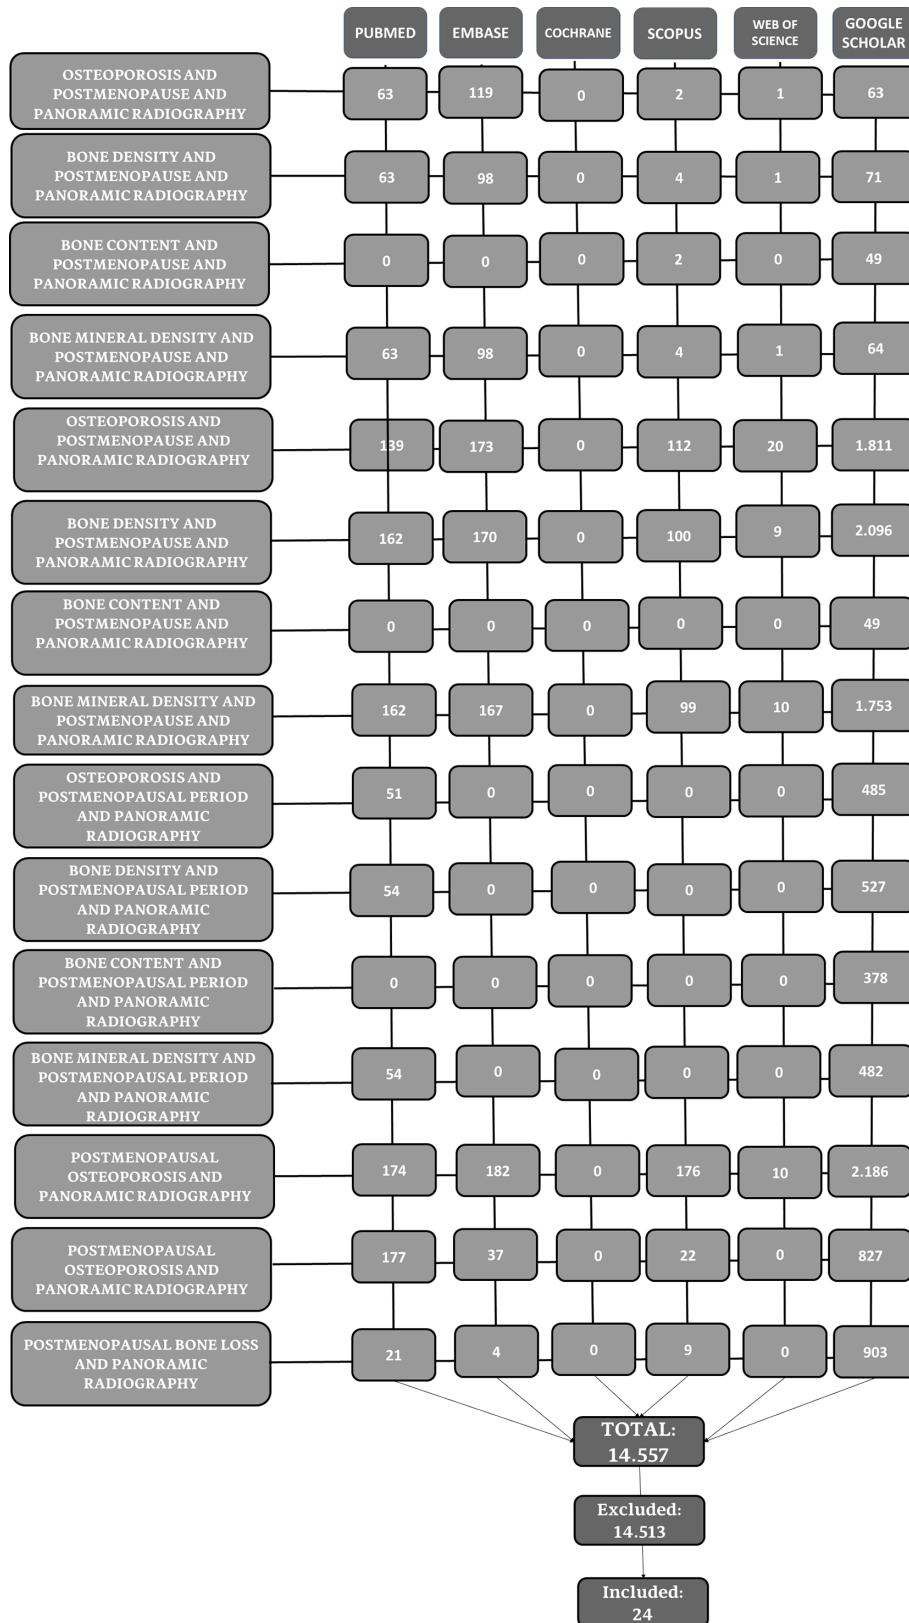 PUBMED
EMBASE
COCHRANE
SCOPUS
WEB OF
SCIENCE
GOOGLE
SCHOLAR
OSTEOPOROSIS AND
POSTMENOPAUSE AND
PANORAMIC RADIOGRAPHY
63
119
0
2
1
63
BONE DENSITY AND
POSTMENOPAUSE AND
PANORAMIC RADIOGRAPHY
63
98
0
4
1
71
BONE CONTENT AND
POSTMENOPAUSE AND
PANORAMIC RADIOGRAPHY
0
0
0
2
0
49
BONE MINERAL DENSITY AND
POSTMENOPAUSE AND
PANORAMIC RADIOGRAPHY
63
98
0
4
1
64
OSTEOPOROSIS AND
POSTMENOPAUSE AND
PANORAMIC RADIOGRAPHY
139
173
0
112
20
1.811
BONE DENSITY AND
POSTMENOPAUSE AND
PANORAMIC RADIOGRAPHY
162
170
0
100
9
2.096
BONE CONTENT AND
POSTMENOPAUSE AND
PANORAMIC RADIOGRAPHY
0
0
0
0
0
49
BONE MINERAL DENSITY AND
POSTMENOPAUSE AND
PANORAMIC RADIOGRAPHY
162
167
0
99
10
1.753
OSTEOPOROSIS AND
POSTMENOPAUSAL PERIOD
AND PANORAMIC
RADIOGRAPHY
51
0
0
0
0
485
BONE DENSITY AND
POSTMENOPAUSAL PERIOD
AND PANORAMIC
RADIOGRAPHY
54
0
0
0
0
527
BONE CONTENT AND
POSTMENOPAUSAL PERIOD
AND PANORAMIC
RADIOGRAPHY
0
0
0
0
0
378
BONE MINERAL DENSITY AND
POSTMENOPAUSAL PERIOD
AND PANORAMIC
RADIOGRAPHY
54
0
0
0
0
482
POSTMENOPAUSAL
OSTEOPOROSIS AND
PANORAMIC RADIOGRAPHY
174
182
0
176
10
2.186
POSTMENOPAUSAL
OSTEOPOROSIS AND
PANORAMIC RADIOGRAPHY
177
37
0
22
0
827
POSTMENOPAUSAL BONE LOSS
AND PANORAMIC
RADIOGRAPHY
21
4
0
9
0
903
TOTAL:
14.557
Excluded:
14.513
Included:
24